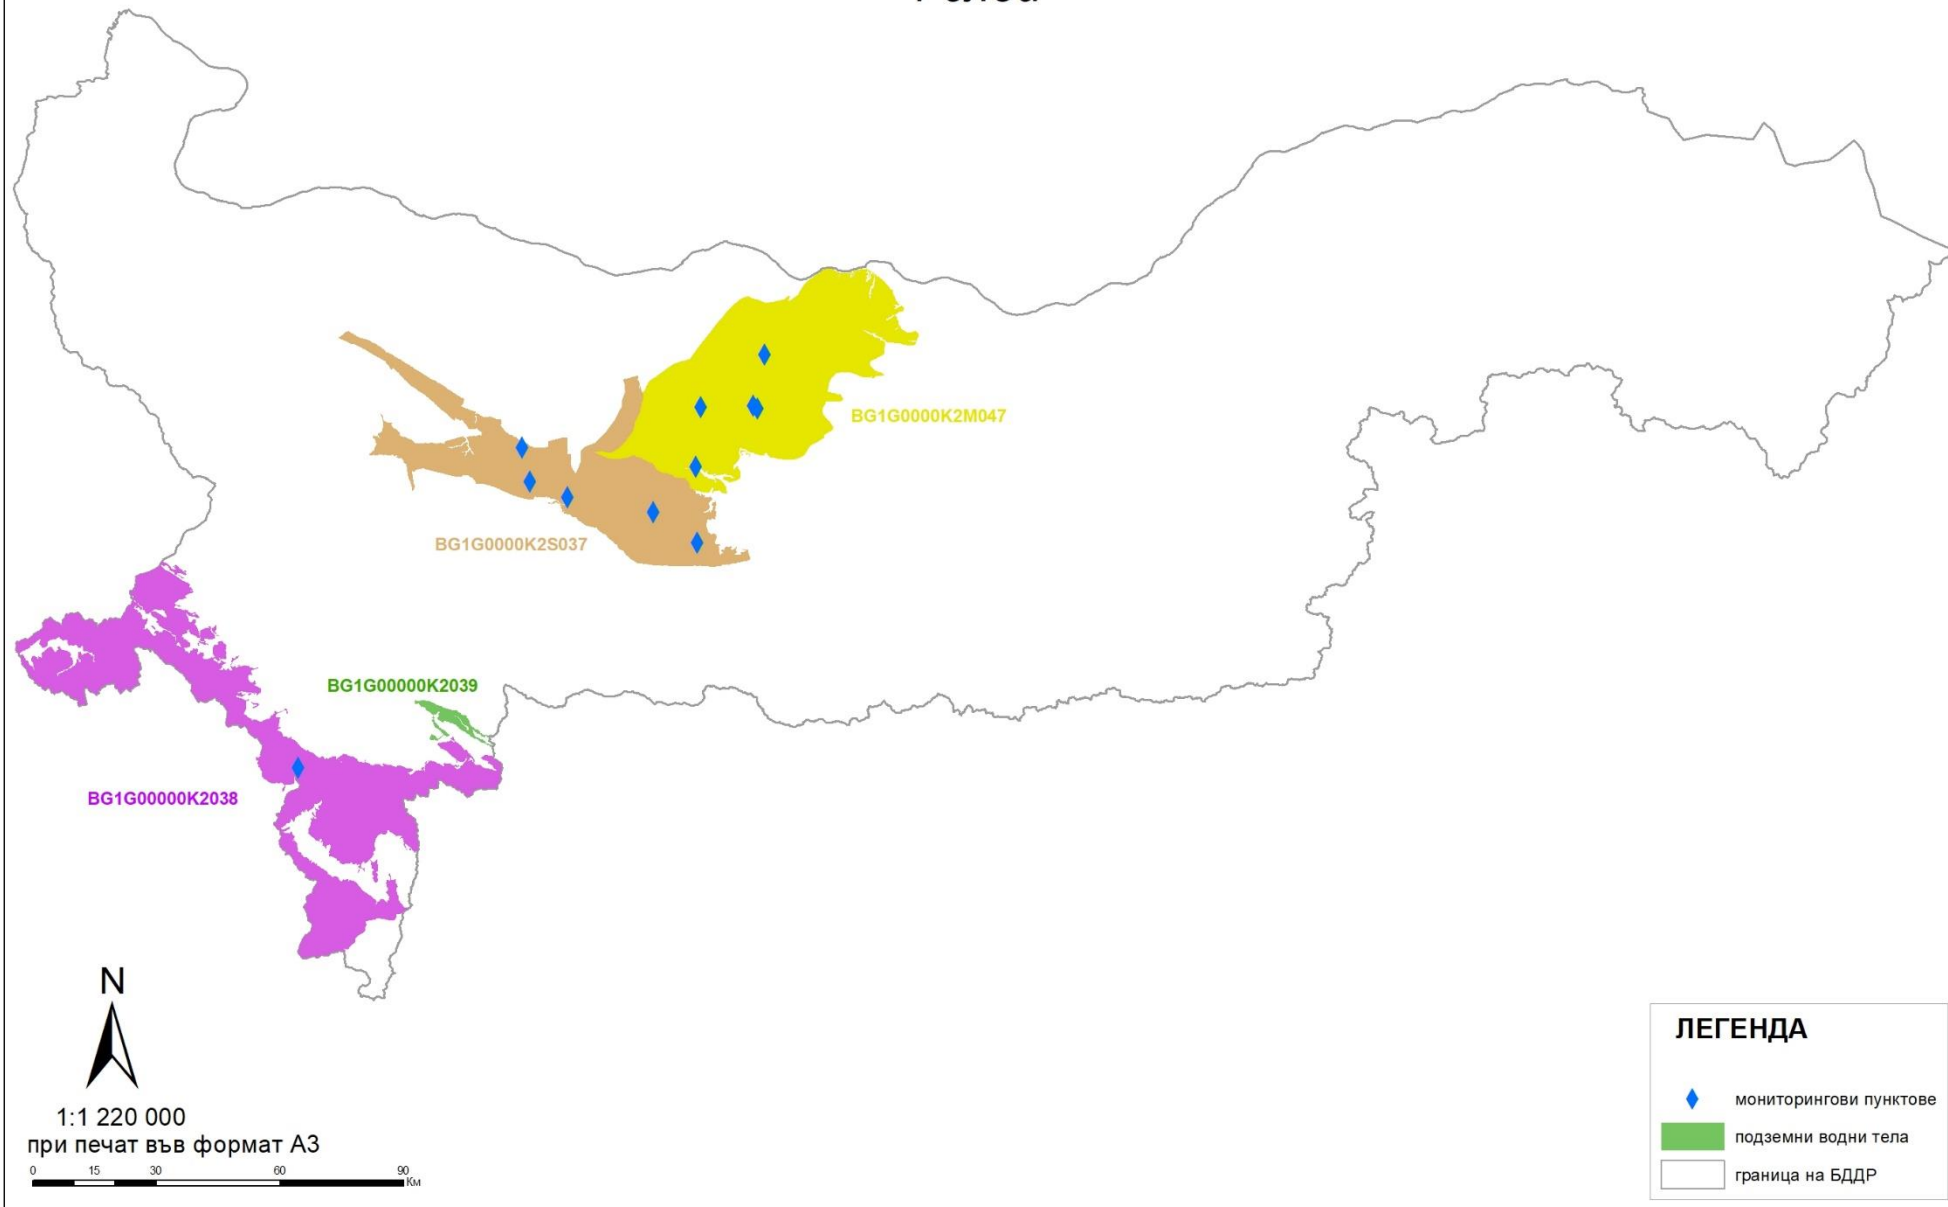 BG1G0000K2M047
BG1G0000K2S037
BG1G00000K2039
BG1G00000K2038
N
1:1 220 000
при печат във формат А3
0 15 30 60 90
Км
ЛЕГЕНДА
мониторингови пунктове
подземни водни тела
граница на БДДР